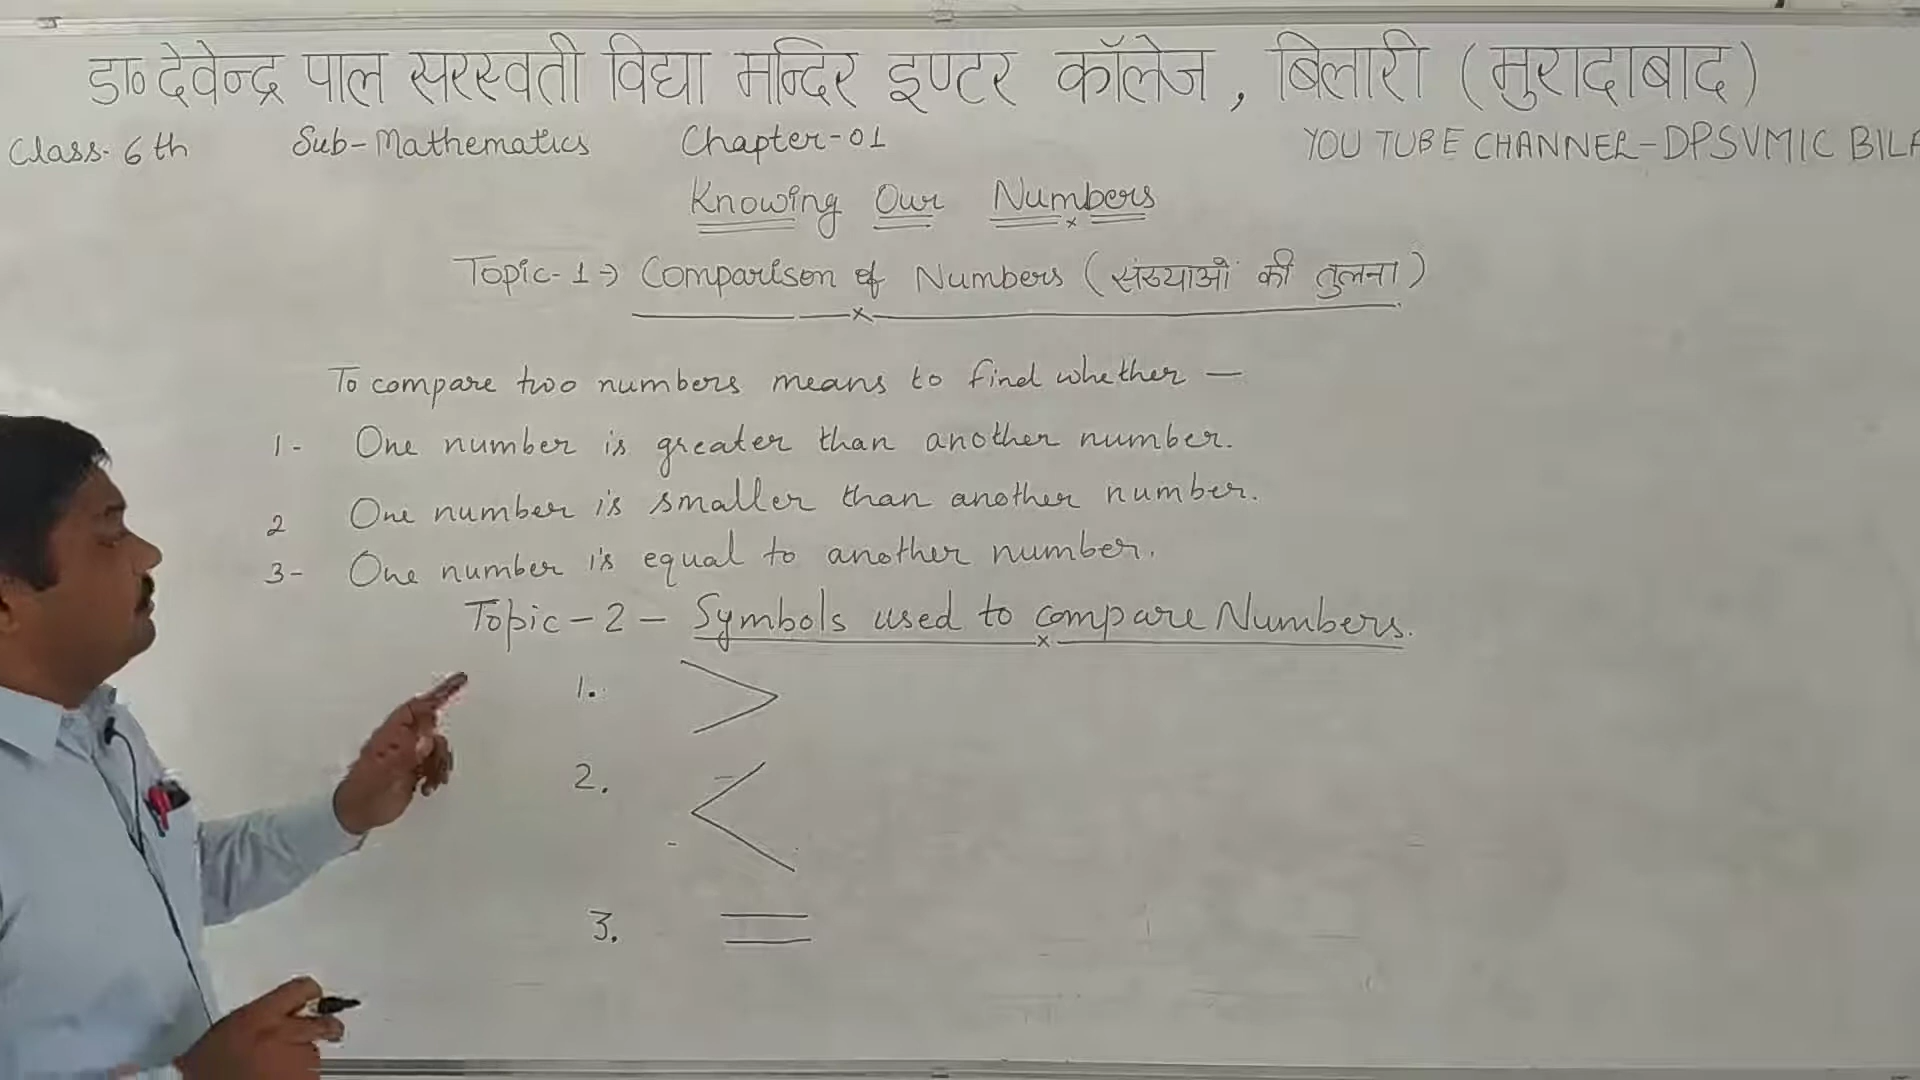 डा० देवेन्द्र पाल सरस्वती विद्या मन्दिर इण्टर कॉलेज, बिलारी (मुरादाबाद)
Class- 6th Sub-Mathematics Chapter-01 YOU TUBE CHANNEL-DPSVMIC BILA
Knowing Our Numbers
Topic-1→ Comparison of Numbers (संख्याओं की तुलना)
To compare two numbers means to find whether —
1- One number is greater than another number.
2 One number is smaller than another number.
3- One number is equal to another number.
Topic-2- Symbols used to compare Numbers.
1. >
2. <
3. =